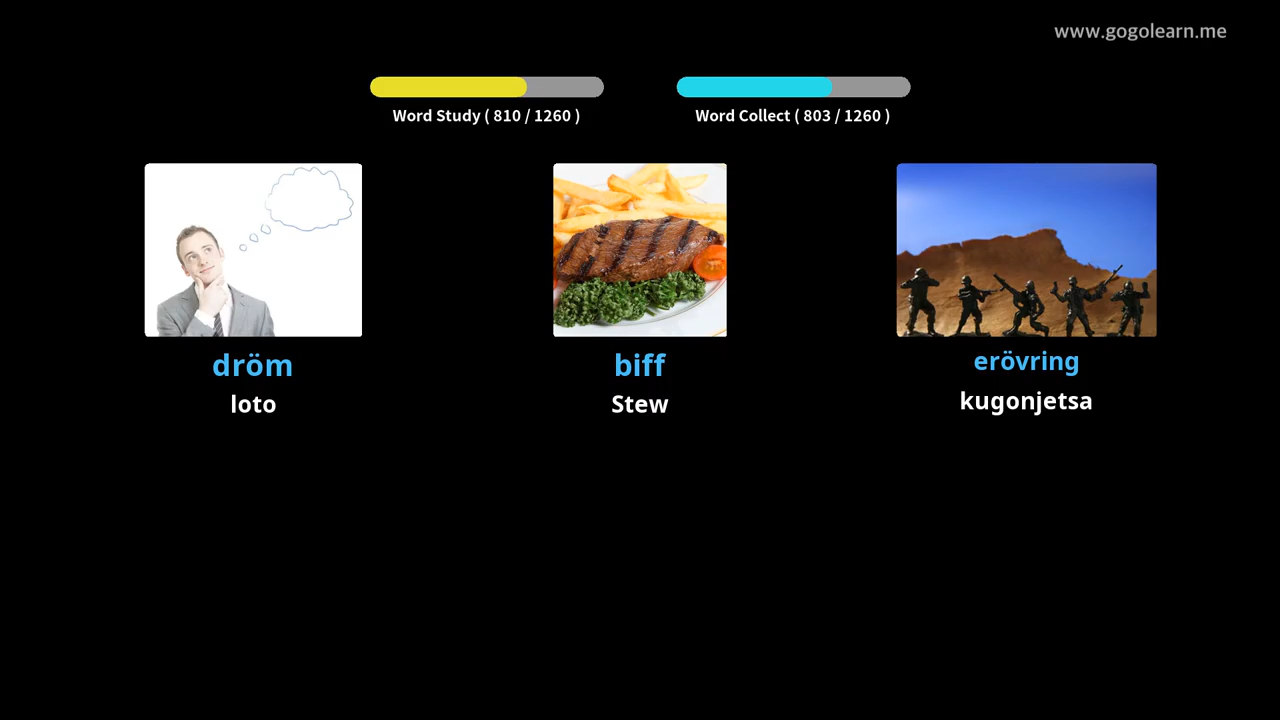 www.gogolearn.me
Word Study ( 810 / 1260 )
Word Collect ( 803 / 1260 )
dröm
biff
erövring
loto
Stew
kugonjetsa